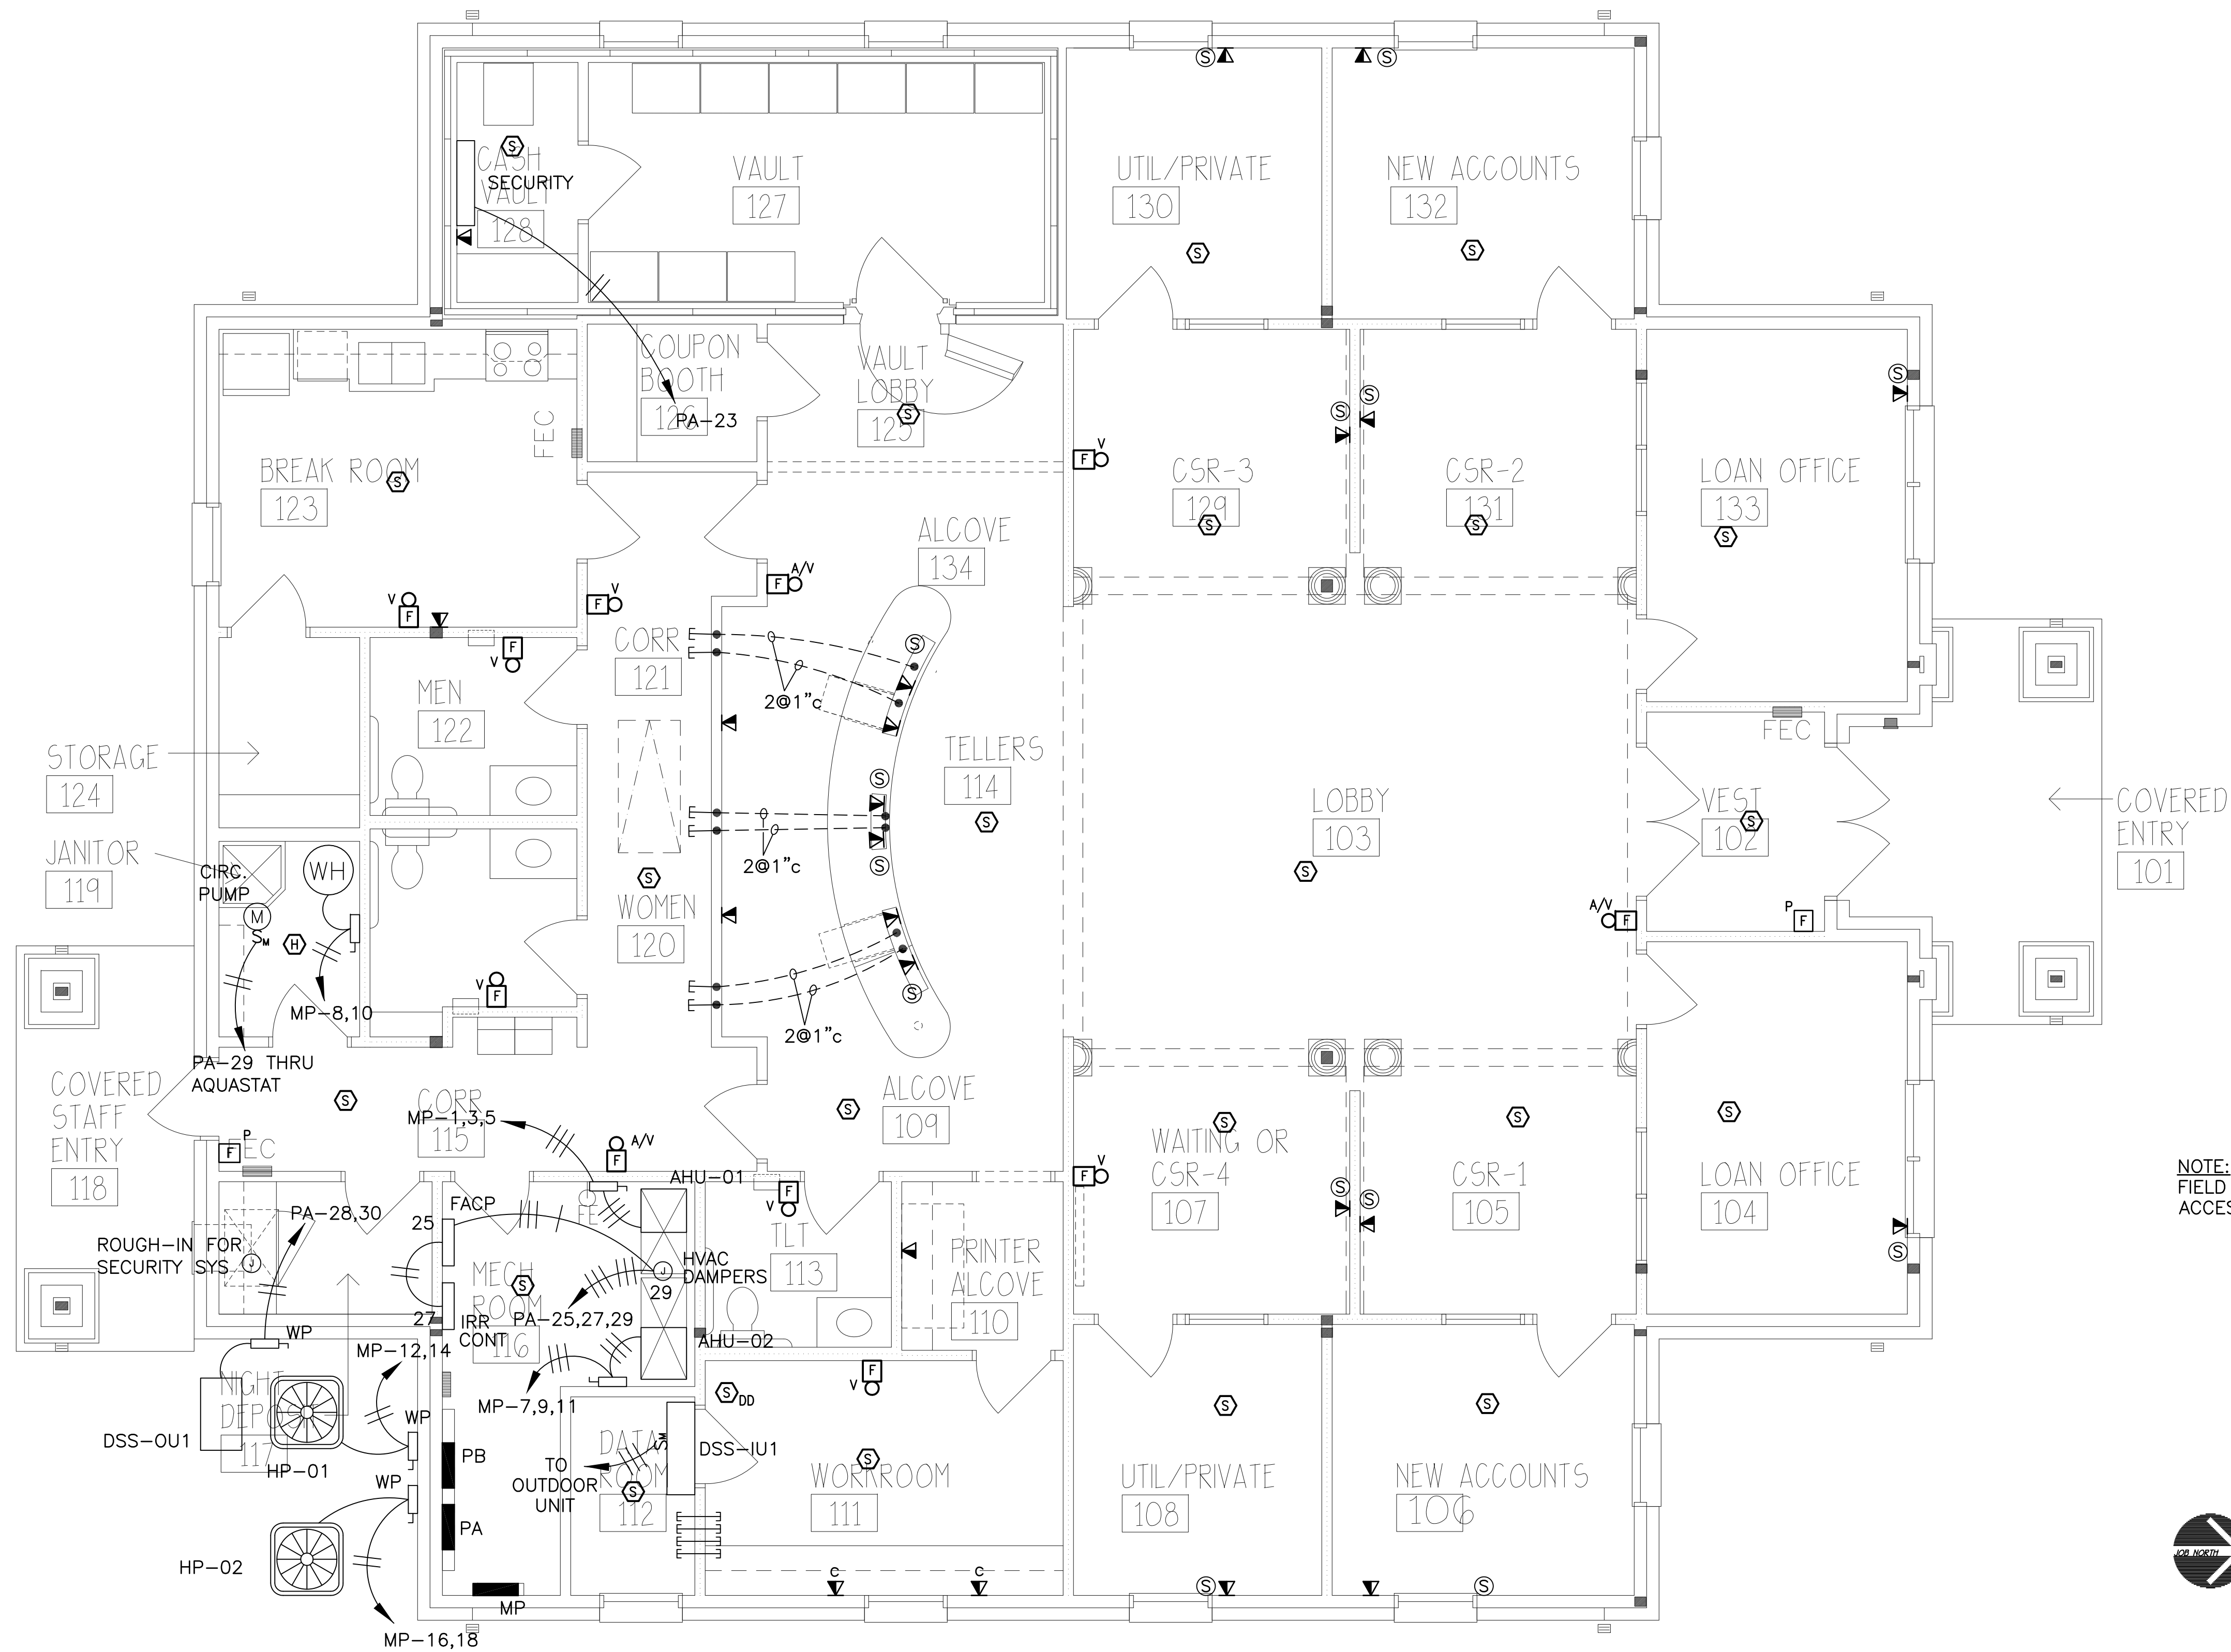 S
S
S
CASH
VAULT
128
SECURITY
VAULT
127
UTIL/PRIVATE
130
S
NEW ACCOUNTS
132
S
COUPON
BOOTH
126
PA-23
VAULT
LOBBY
125
S
S
S
S
FEC
BREAK ROOM
123
S
F V
CSR-3
129
S
CSR-2
131
S
LOAN OFFICE
133
S
ALCOVE
134
F A/V
F V
V F
F V
CORR
121
S
2@1"c
MEN
122
STORAGE
124
TELLERS
114
S
S
S
2@1"c
FEC
LOBBY
103
S
VEST
102
S
COVERED
ENTRY
101
JANITOR
119
CIRC.
PUMP
WH
M
SM
H
S
WOMEN
120
A/V F
P F
V F
S
2@1"c
MP-8,10
PA-29 THRU
AQUASTAT
COVERED
STAFF
ENTRY
118
S
CORR
115
MP-1,3,5
S
ALCOVE
109
P
F
FEC
F A/V
AHU-01
FE
F V
F V
WAITING OR
CSR-4
107
S
S
S
CSR-1
105
S
LOAN OFFICE
104
S
S
NOTE:
FIELD
ACCES
FACP
25
PA-28,30
ROUGH-IN FOR
SECURITY SYS
J
MECH
ROOM
116
S
27
IRR
CONT
PA-25,27,29
J
29
HVAC
DAMPERS
TLT
113
PRINTER
ALCOVE
110
AHU-02
WP
MP-12,14
MP-7,9,11
NIGHT
DEPOSIT
117
DSS-OU1
HP-01
WP
WP
PB
PA
MP
TO
OUTDOOR
UNIT
DATA
ROOM
112
S
SM
DSS-IU1
SDD
V F
S
WORKROOM
111
C
C
S
UTIL/PRIVATE
108
S
S
NEW ACCOUNTS
106
S
HP-02
MP-16,18
JOB NORTH